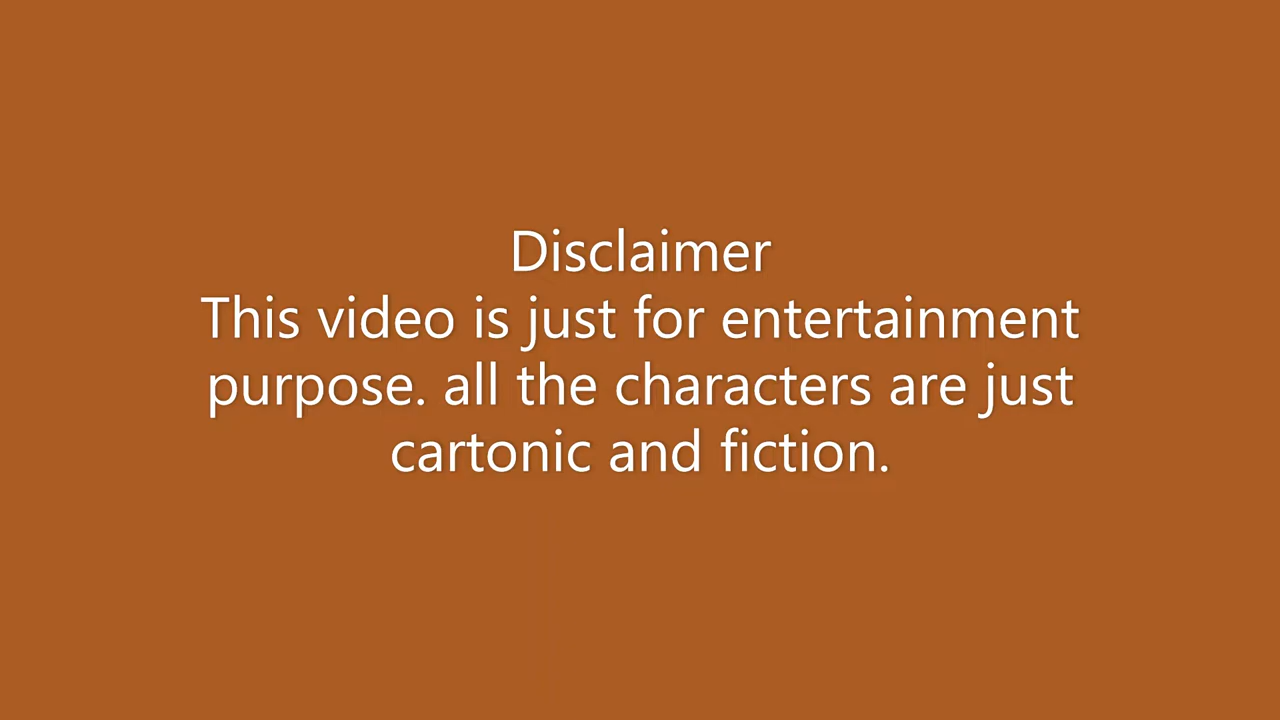 Disclaimer
This video is just for entertainment
purpose. all the characters are just
cartonic and fiction.